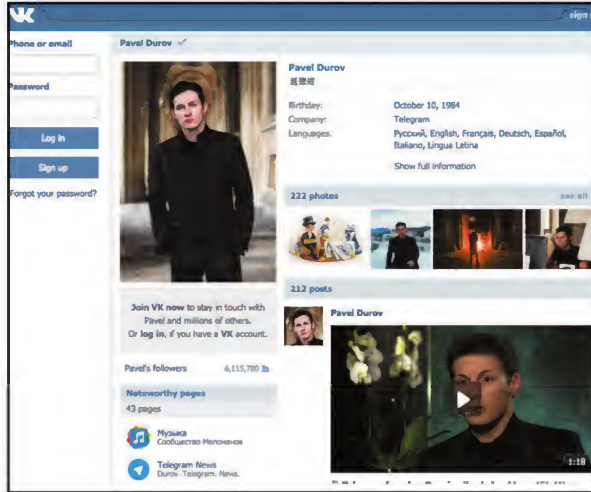 VK
sign
Phone or email
Password
Log in
Sign up
Forgot your password?
Pavel Durov
Join VK now to stay in touch with
Pavel and millions of others.
Or log in, if you have a VK account.
Pavel's followers 6,115,780
Noteworthy pages
43 pages
Музыка
Сообщество Меломанов
Telegram News
Durov. Telegram. News.
Pavel Durov
道德經
Birthday: October 10, 1984
Company: Telegram
Languages: Русский, English, Français, Deutsch, Español,
Italiano, Lingua Latina
Show full information
222 photos see all
212 posts
Pavel Durov
1:18